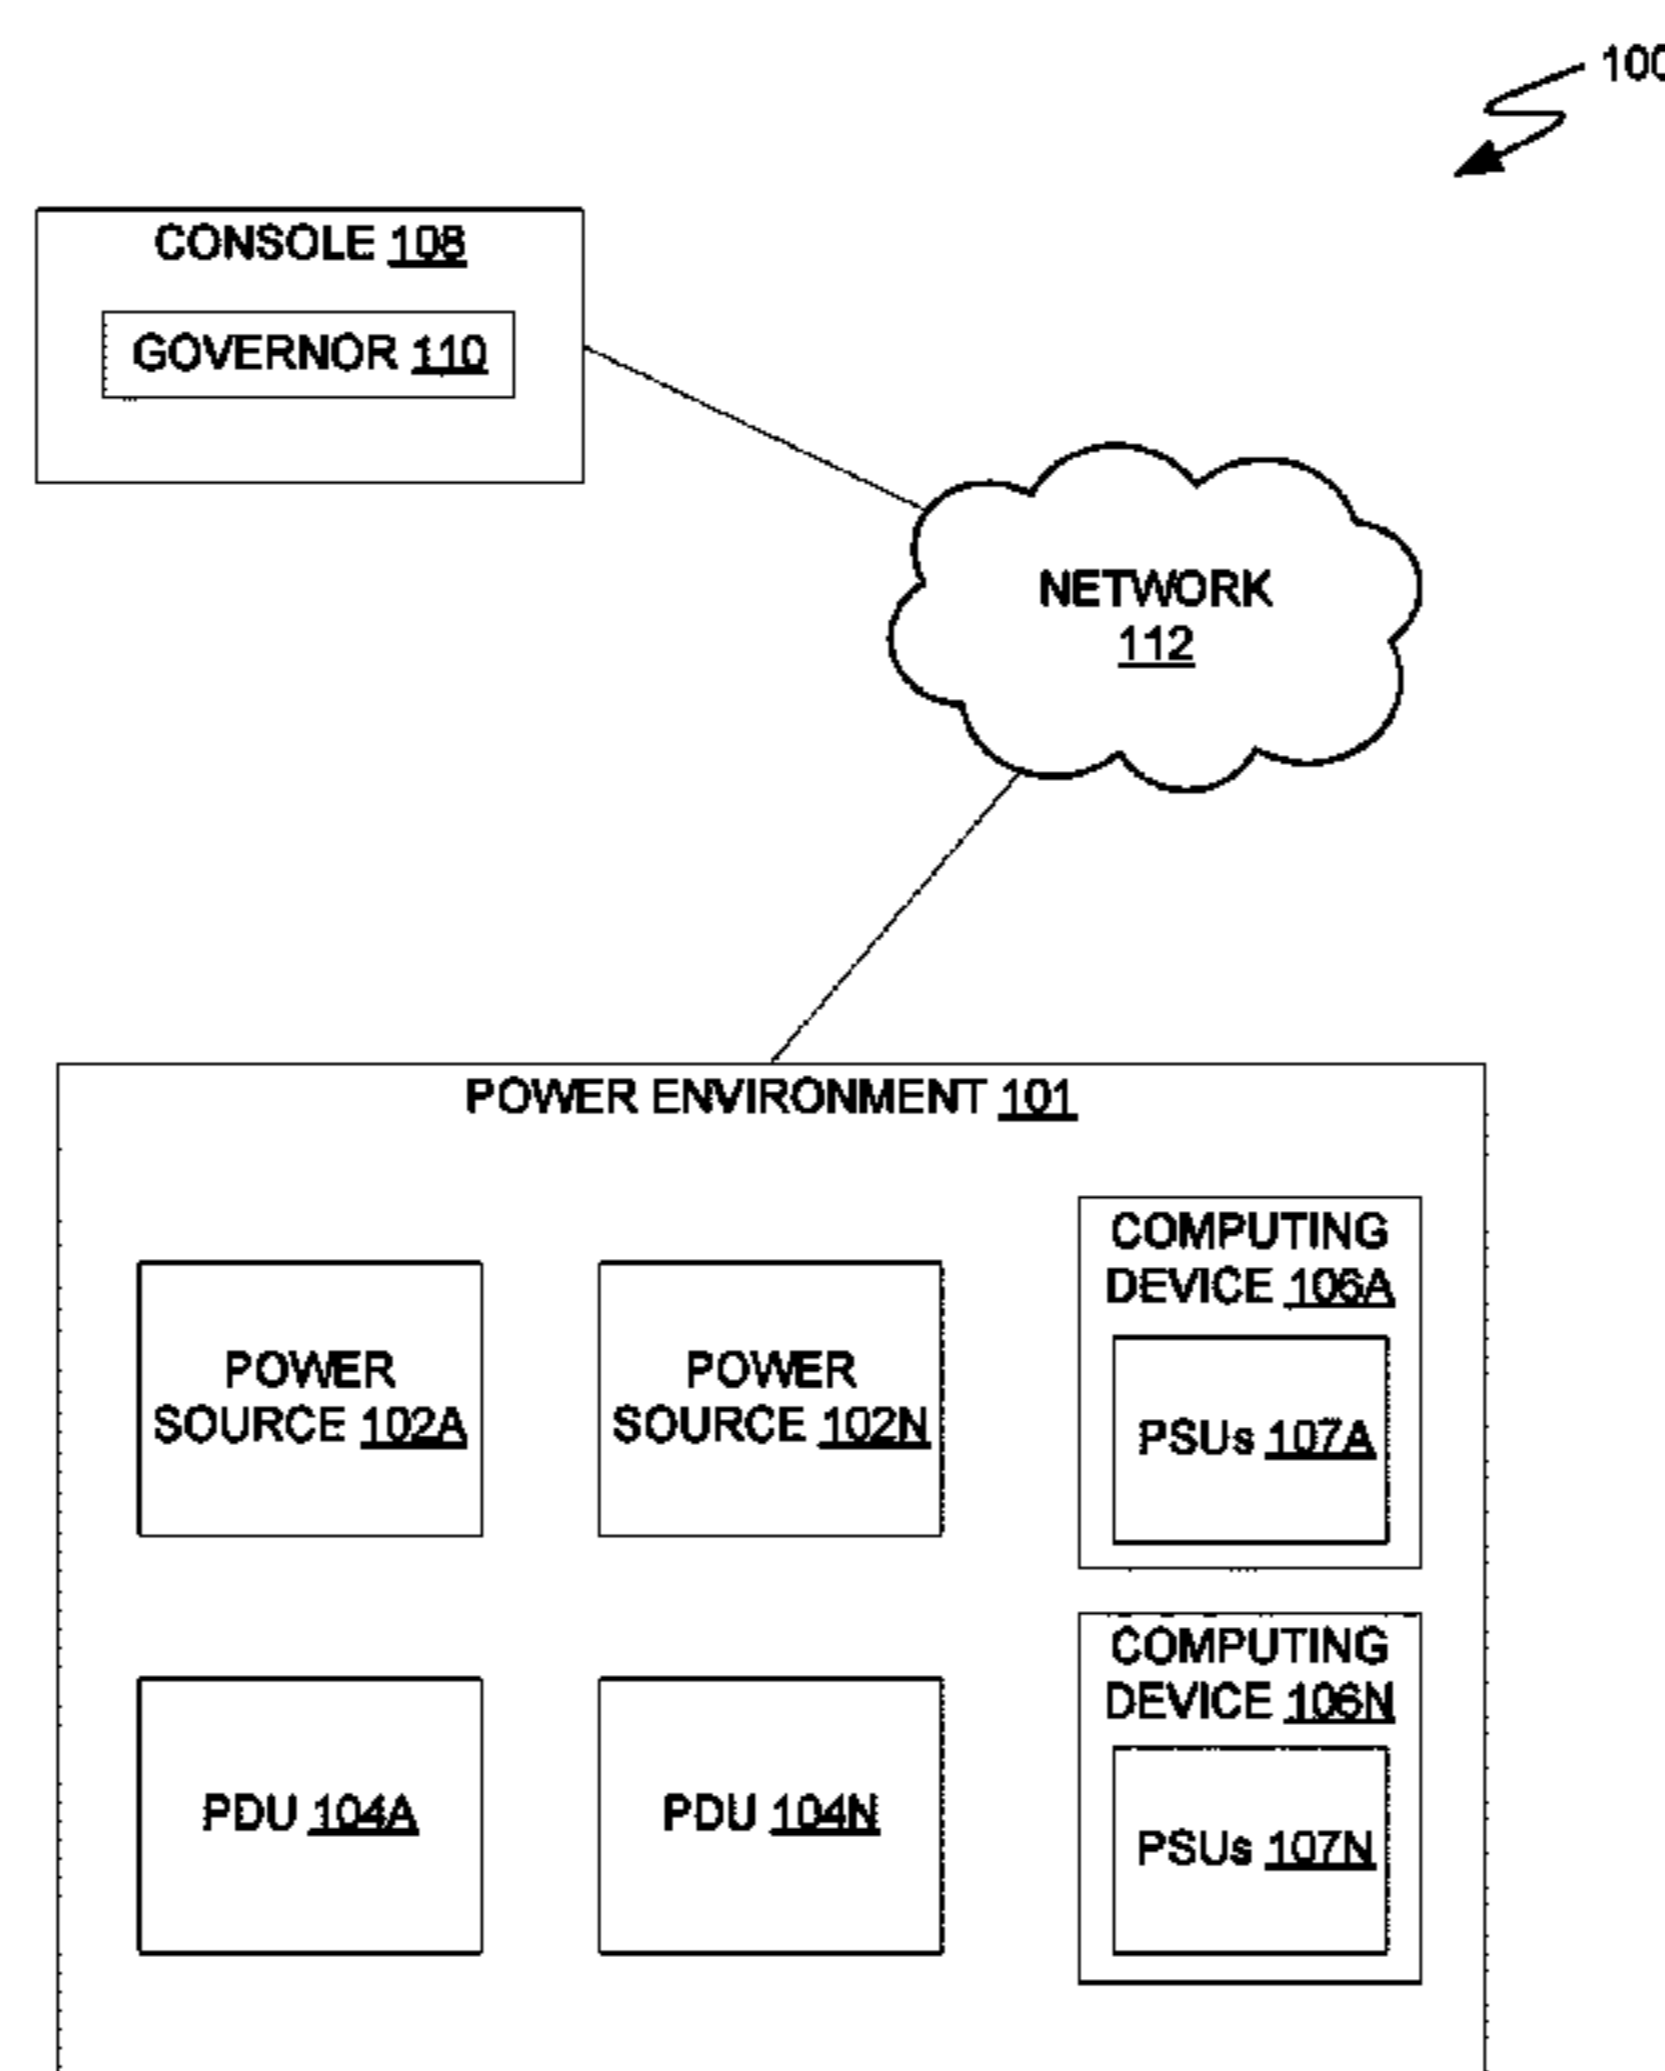 100
CONSOLE 108
GOVERNOR 110
NETWORK
112
POWER ENVIRONMENT 101
COMPUTING
DEVICE 106A
POWER
SOURCE 102A
POWER
SOURCE 102N
PSUs 107A
COMPUTING
DEVICE 106N
PDU 104A
PDU 104N
PSUs 107N